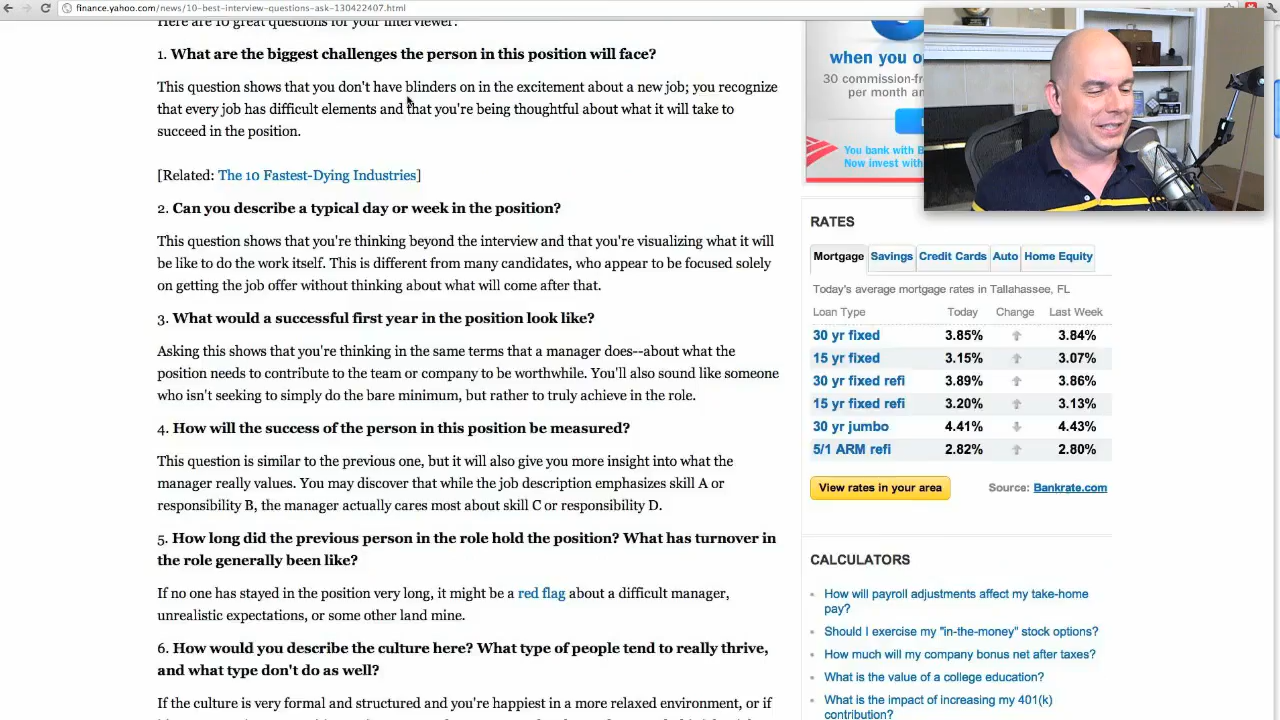 finance.yahoo.com/news/10-best-interview-questions-ask-130422407.html
Here are 10 great questions for your interviewer:
1. What are the biggest challenges the person in this position will face?
This question shows that you don't have blinders on in the excitement about a new job; you recognize
that every job has difficult elements and that you're being thoughtful about what it will take to
succeed in the position.
[Related: The 10 Fastest-Dying Industries]
2. Can you describe a typical day or week in the position?
This question shows that you're thinking beyond the interview and that you're visualizing what it will
be like to do the work itself. This is different from many candidates, who appear to be focused solely
on getting the job offer without thinking about what will come after that.
3. What would a successful first year in the position look like?
Asking this shows that you're thinking in the same terms that a manager does--about what the
position needs to contribute to the team or company to be worthwhile. You'll also sound like someone
who isn't seeking to simply do the bare minimum, but rather to truly achieve in the role.
4. How will the success of the person in this position be measured?
This question is similar to the previous one, but it will also give you more insight into what the
manager really values. You may discover that while the job description emphasizes skill A or
responsibility B, the manager actually cares most about skill C or responsibility D.
5. How long did the previous person in the role hold the position? What has turnover in
the role generally been like?
If no one has stayed in the position very long, it might be a red flag about a difficult manager,
unrealistic expectations, or some other land mine.
6. How would you describe the culture here? What type of people tend to really thrive,
and what type don't do as well?
If the culture is very formal and structured and you're happiest in a more relaxed environment, or if
when you
30 commission-f
per month an
You bank with B
Now invest with
RATES
Mortgage Savings Credit Cards Auto Home Equity
Today's average mortgage rates in Tallahassee, FL
Loan Type Today Change Last Week
30 yr fixed 3.85% 3.84%
15 yr fixed 3.15% 3.07%
30 yr fixed refi 3.89% 3.86%
15 yr fixed refi 3.20% 3.13%
30 yr jumbo 4.41% 4.43%
5/1 ARM refi 2.82% 2.80%
View rates in your area Source: Bankrate.com
CALCULATORS
How will payroll adjustments affect my take-home
pay?
Should I exercise my "in-the-money" stock options?
How much will my company bonus net after taxes?
What is the value of a college education?
What is the impact of increasing my 401(k)
contribution?